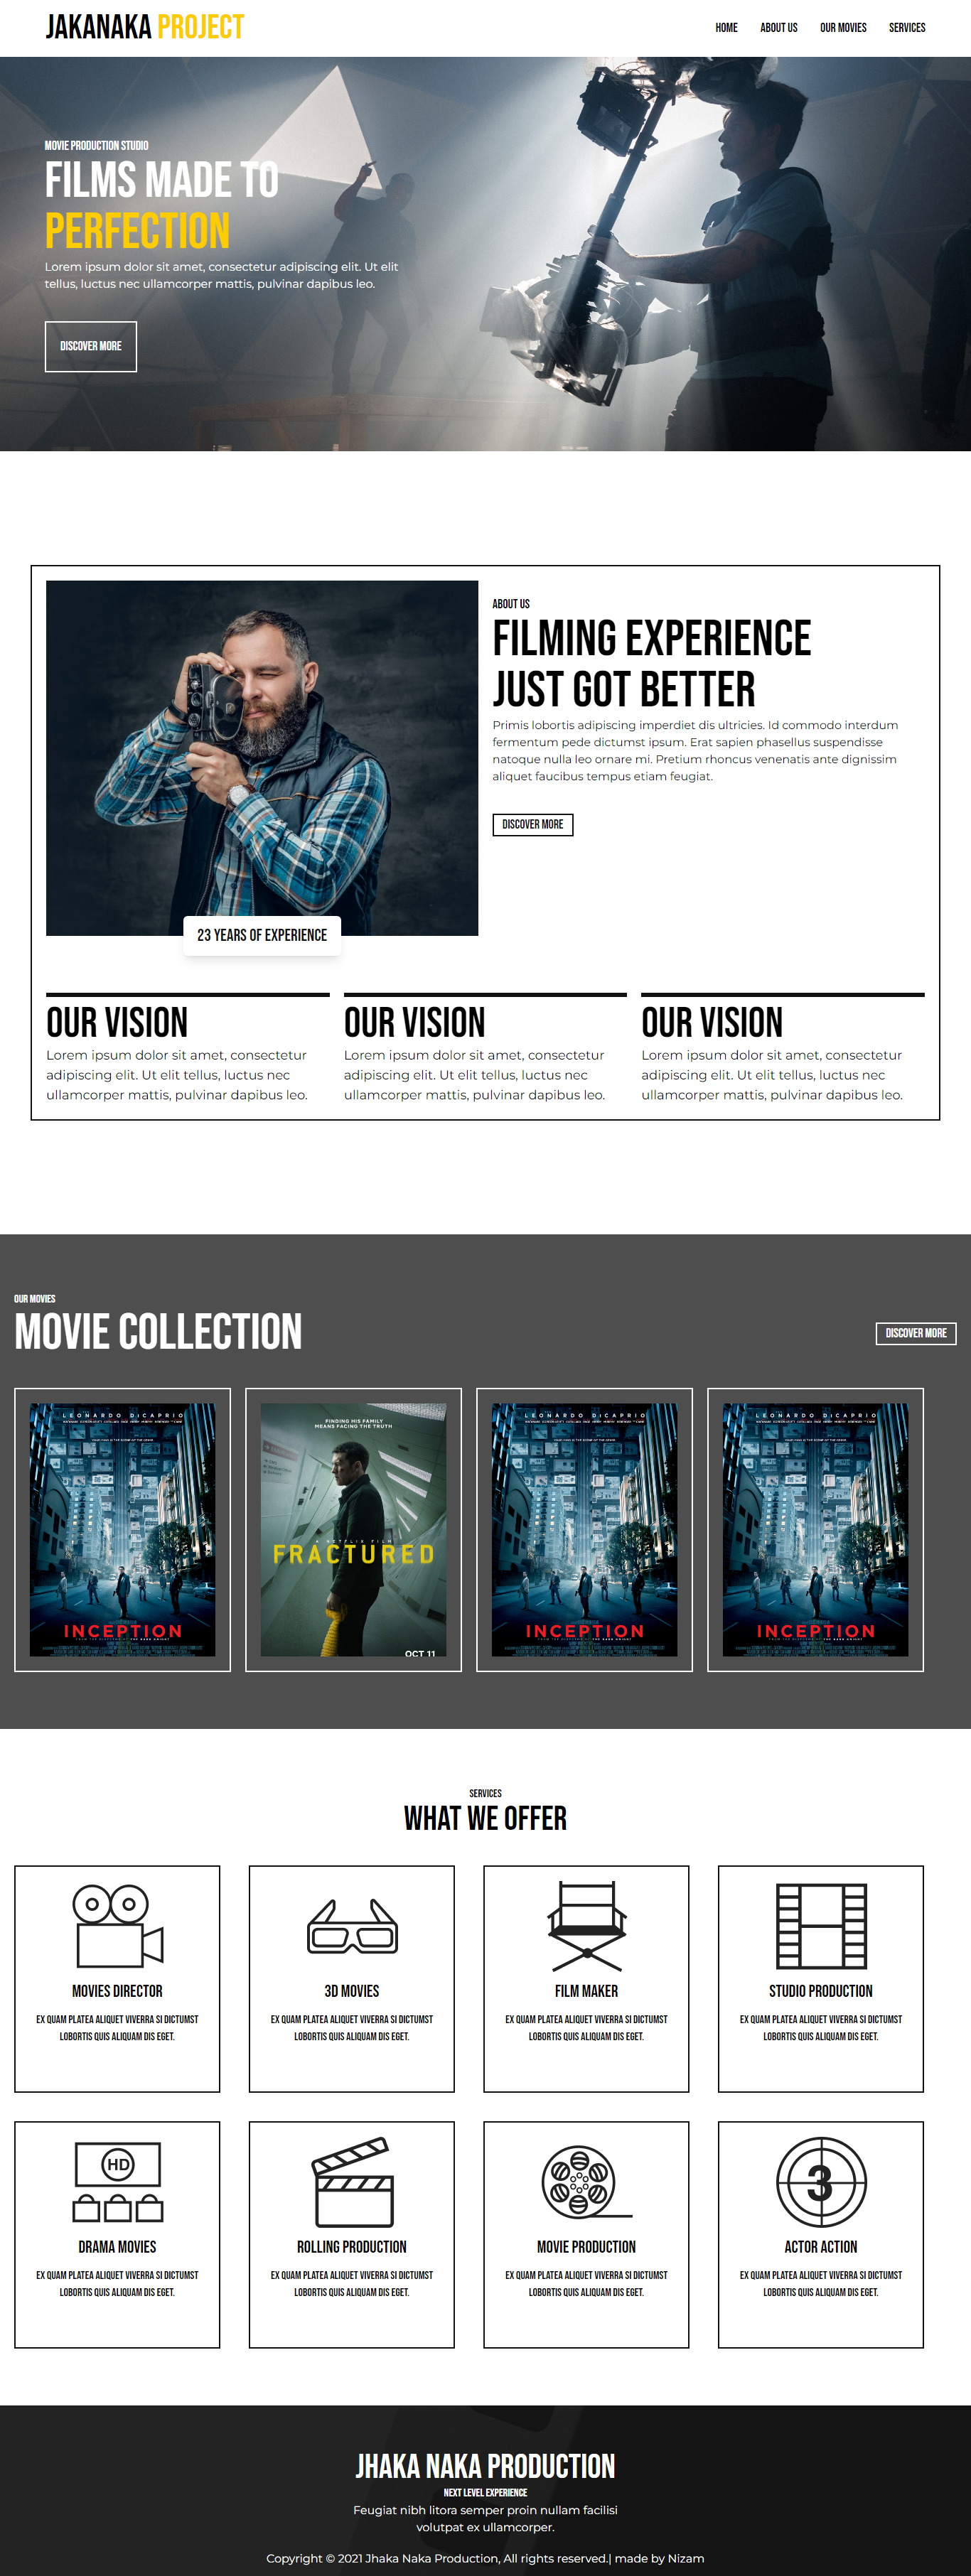 JAKANAKA PROJECT
HOME ABOUT US OUR MOVIES SERVICES
MOVIE PRODUCTION STUDIO
FILMS MADE TO
PERFECTION
Lorem ipsum dolor sit amet, consectetur adipiscing elit. Ut elit
tellus, luctus nec ullamcorper mattis, pulvinar dapibus leo.
DISCOVER MORE
ABOUT US
FILMING EXPERIENCE
JUST GOT BETTER
Primis lobortis adipiscing imperdiet dis ultricies. Id commodo interdum
fermentum pede dictumst ipsum. Erat sapien phasellus suspendisse
natoque nulla leo ornare mi. Pretium rhoncus venenatis ante dignissim
aliquet faucibus tempus etiam feugiat.
DISCOVER MORE
23 YEARS OF EXPERIENCE
OUR VISION
Lorem ipsum dolor sit amet, consectetur
adipiscing elit. Ut elit tellus, luctus nec
ullamcorper mattis, pulvinar dapibus leo.
OUR VISION
Lorem ipsum dolor sit amet, consectetur
adipiscing elit. Ut elit tellus, luctus nec
ullamcorper mattis, pulvinar dapibus leo.
OUR VISION
Lorem ipsum dolor sit amet, consectetur
adipiscing elit. Ut elit tellus, luctus nec
ullamcorper mattis, pulvinar dapibus leo.
OUR MOVIES
MOVIE COLLECTION
DISCOVER MORE
LEONARDO DiCAPRIO
INCEPTION
FINDING HIS FAMILY
MEANS FACING THE TRUTH
A NETFLIX FILM
FRACTURED
OCT 11
LEONARDO DiCAPRIO
INCEPTION
LEONARDO DiCAPRIO
INCEPTION
SERVICES
WHAT WE OFFER
MOVIES DIRECTOR
EX QUAM PLATEA ALIQUET VIVERRA SI DICTUMST
LOBORTIS QUIS ALIQUAM DIS EGET.
3D MOVIES
EX QUAM PLATEA ALIQUET VIVERRA SI DICTUMST
LOBORTIS QUIS ALIQUAM DIS EGET.
FILM MAKER
EX QUAM PLATEA ALIQUET VIVERRA SI DICTUMST
LOBORTIS QUIS ALIQUAM DIS EGET.
STUDIO PRODUCTION
EX QUAM PLATEA ALIQUET VIVERRA SI DICTUMST
LOBORTIS QUIS ALIQUAM DIS EGET.
HD
DRAMA MOVIES
EX QUAM PLATEA ALIQUET VIVERRA SI DICTUMST
LOBORTIS QUIS ALIQUAM DIS EGET.
ROLLING PRODUCTION
EX QUAM PLATEA ALIQUET VIVERRA SI DICTUMST
LOBORTIS QUIS ALIQUAM DIS EGET.
MOVIE PRODUCTION
EX QUAM PLATEA ALIQUET VIVERRA SI DICTUMST
LOBORTIS QUIS ALIQUAM DIS EGET.
3
ACTOR ACTION
EX QUAM PLATEA ALIQUET VIVERRA SI DICTUMST
LOBORTIS QUIS ALIQUAM DIS EGET.
JHAKA NAKA PRODUCTION
NEXT LEVEL EXPERIENCE
Feugiat nibh litora semper proin nullam facilisi
volutpat ex ullamcorper.
Copyright © 2021 Jhaka Naka Production, All rights reserved.| made by Nizam